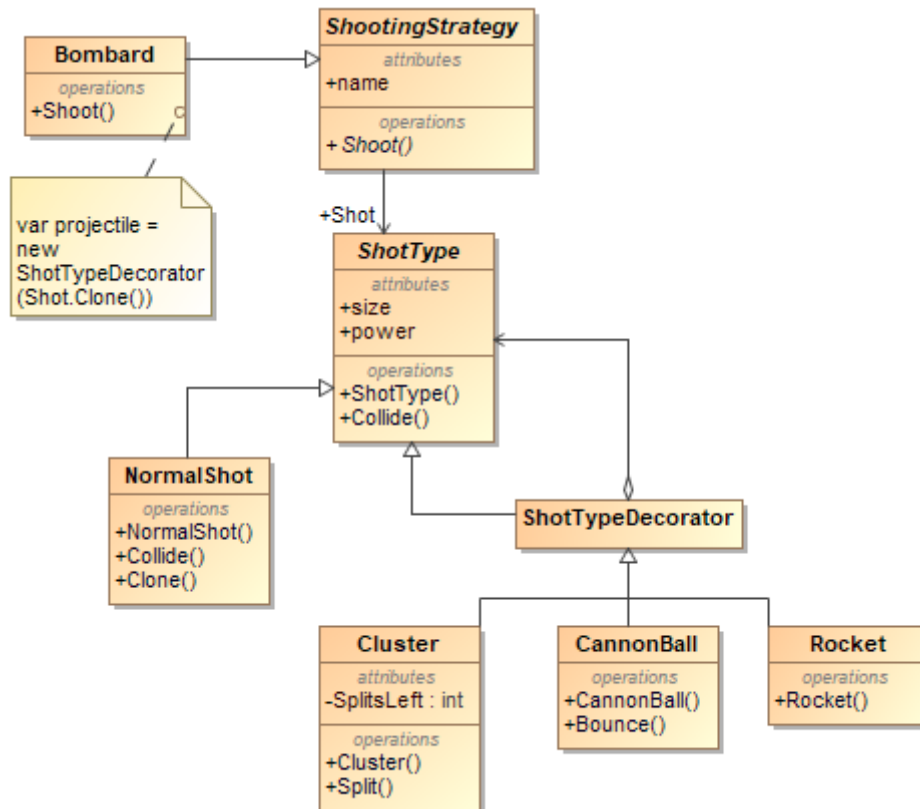 Bombard
operations
+Shoot()
ShootingStrategy
attributes
+name
operations
+ Shoot()
var projectile =
new
ShotTypeDecorator
(Shot.Clone())
+Shot
ShotType
attributes
+size
+power
operations
+ShotType()
+Collide()
NormalShot
operations
+NormalShot()
+Collide()
+Clone()
ShotTypeDecorator
Cluster
attributes
-SplitsLeft : int
operations
+Cluster()
+Split()
CannonBall
operations
+CannonBall()
+Bounce()
Rocket
operations
+Rocket()